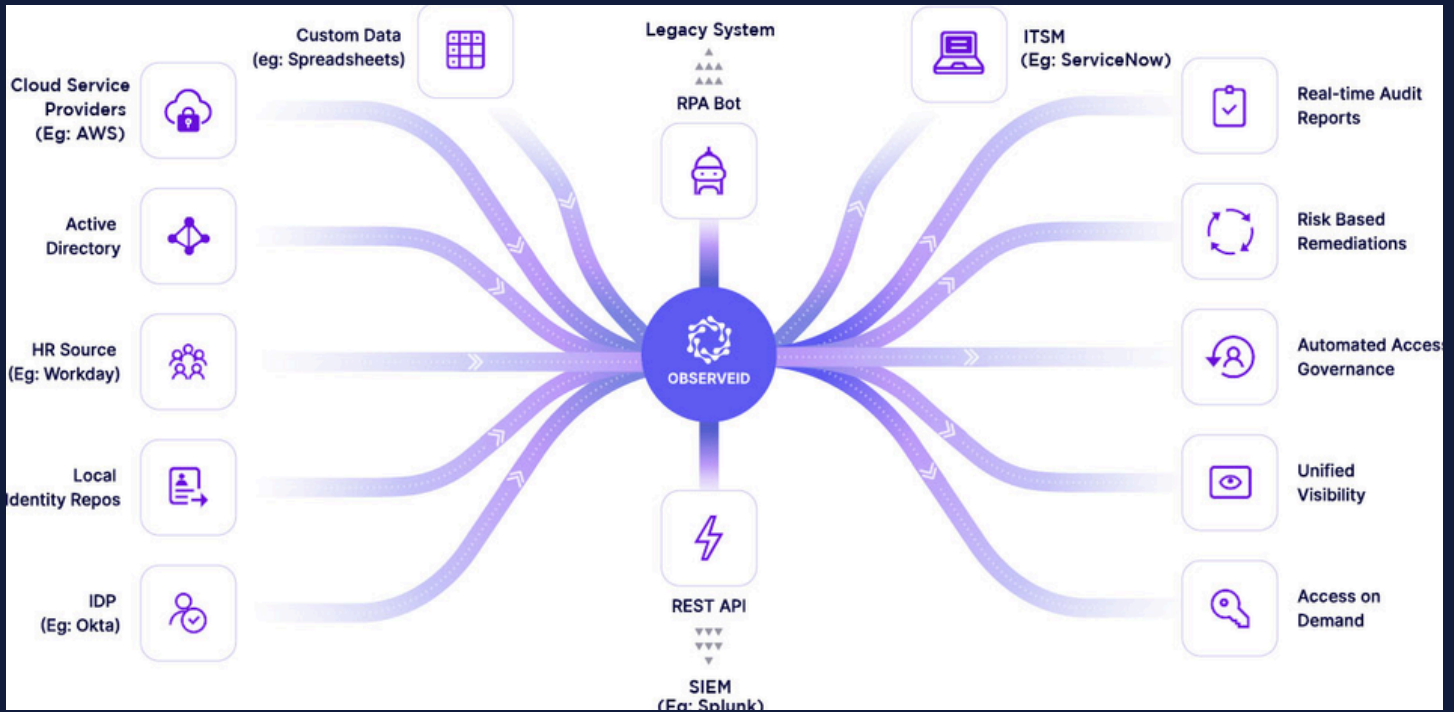 Custom Data
(eg: Spreadsheets)
Legacy System
RPA Bot
ITSM
(Eg: ServiceNow)
Cloud Service
Providers
(Eg: AWS)
Active
Directory
HR Source
(Eg: Workday)
Local
Identity Repos
IDP
(Eg: Okta)
OBSERVEID
REST API
SIEM
(Eg: Splunk)
Real-time Audit
Reports
Risk Based
Remediations
Automated Access
Governance
Unified
Visibility
Access on
Demand